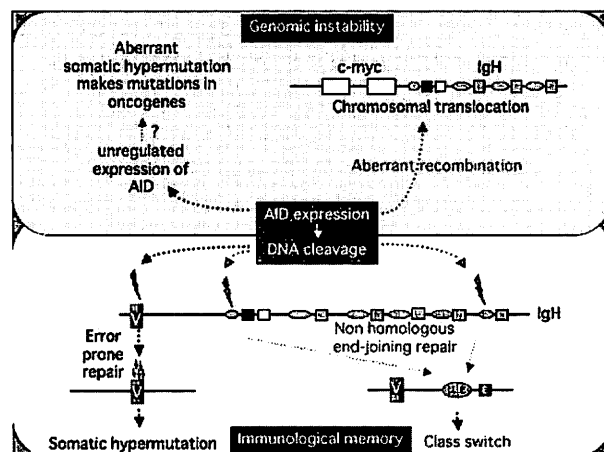 Genomic instability
Aberrant
somatic hypermutation
makes mutations in
oncogenes
?
unregulated
expression of
AID
c-myc
IgH
Chromosomal translocation
Aberrant recombination
AID expression
DNA cleavage
V
IgH
Error
prone
repair
Non homologous
end-joining repair
V
V
Somatic hypermutation
Immunological memory
Class switch